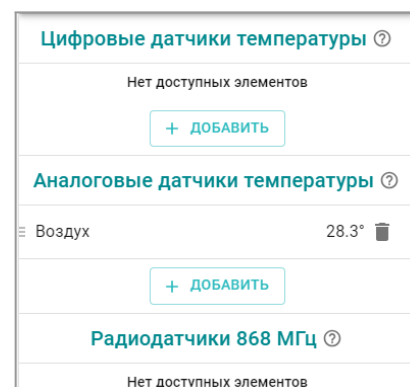 Цифровые датчики температуры ?
Нет доступных элементов
+ ДОБАВИТЬ
Аналоговые датчики температуры ?
Воздух 28.3°
+ ДОБАВИТЬ
Радиодатчики 868 МГц ?
Нет доступных элементов